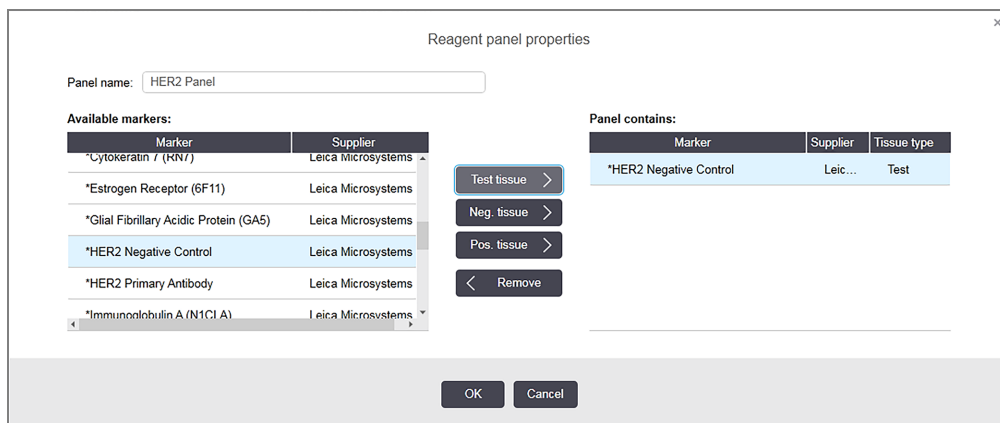 ×
Reagent panel properties
Panel name: HER2 Panel
Available markers:
Marker Supplier
*Cytokeratin 7 (RN7) Leica Microsystems
*Estrogen Receptor (6F11) Leica Microsystems
*Glial Fibrillary Acidic Protein (GA5) Leica Microsystems
*HER2 Negative Control Leica Microsystems
*HER2 Primary Antibody Leica Microsystems
*Immunoglobulin A (N1CLA) Leica Microsystems
Test tissue
Neg. tissue
Pos. tissue
Remove
Panel contains:
Marker Supplier Tissue type
*HER2 Negative Control Leic... Test
OK Cancel